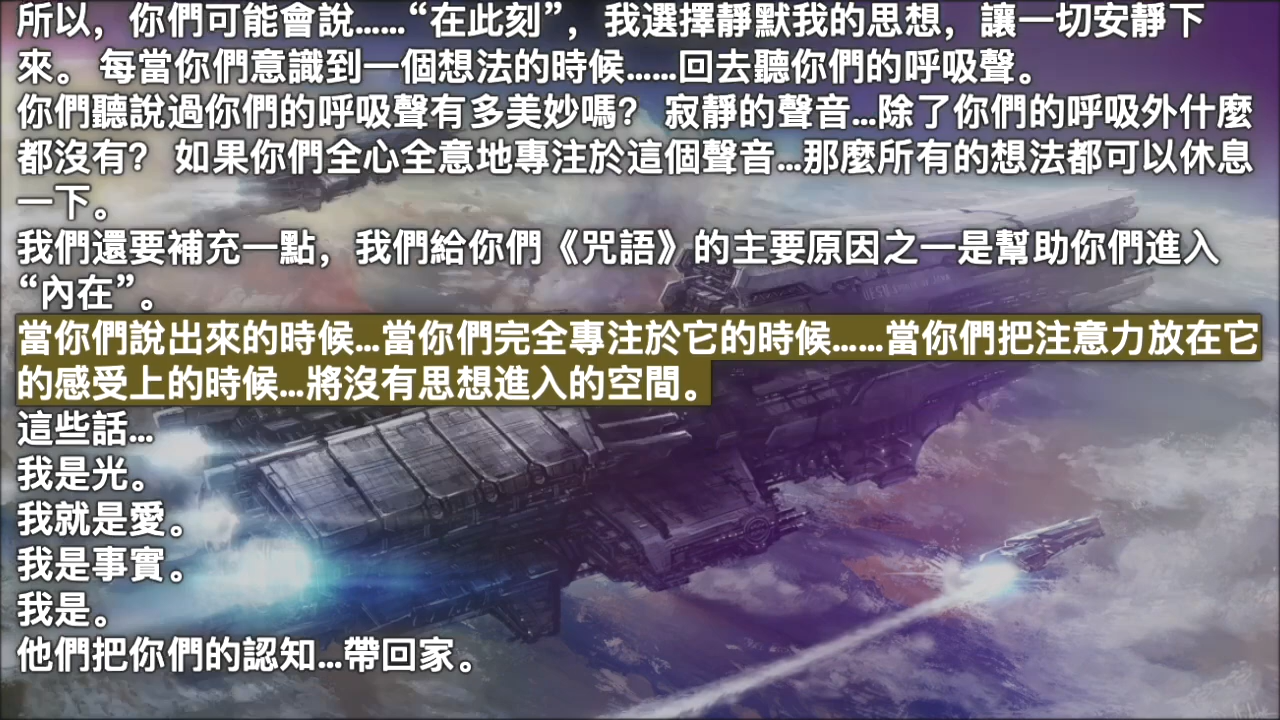 所以，你們可能會說……“在此刻”，我選擇靜默我的思想，讓一切安靜下
來。 每當你們意識到一個想法的時候……回去聽你們的呼吸聲。
你們聽說過你們的呼吸聲有多美妙嗎？ 寂靜的聲音…除了你們的呼吸外什麼
都沒有？ 如果你們全心全意地專注於這個聲音…那麼所有的想法都可以休息
一下。
我們還要補充一點，我們給你們《咒語》的主要原因之一是幫助你們進入
“內在”。
當你們說出來的時候…當你們完全專注於它的時候……當你們把注意力放在它
的感受上的時候…將沒有思想進入的空間。
這些話…
我是光。
我就是愛。
我是事實。
我是。
他們把你們的認知…帶回家。